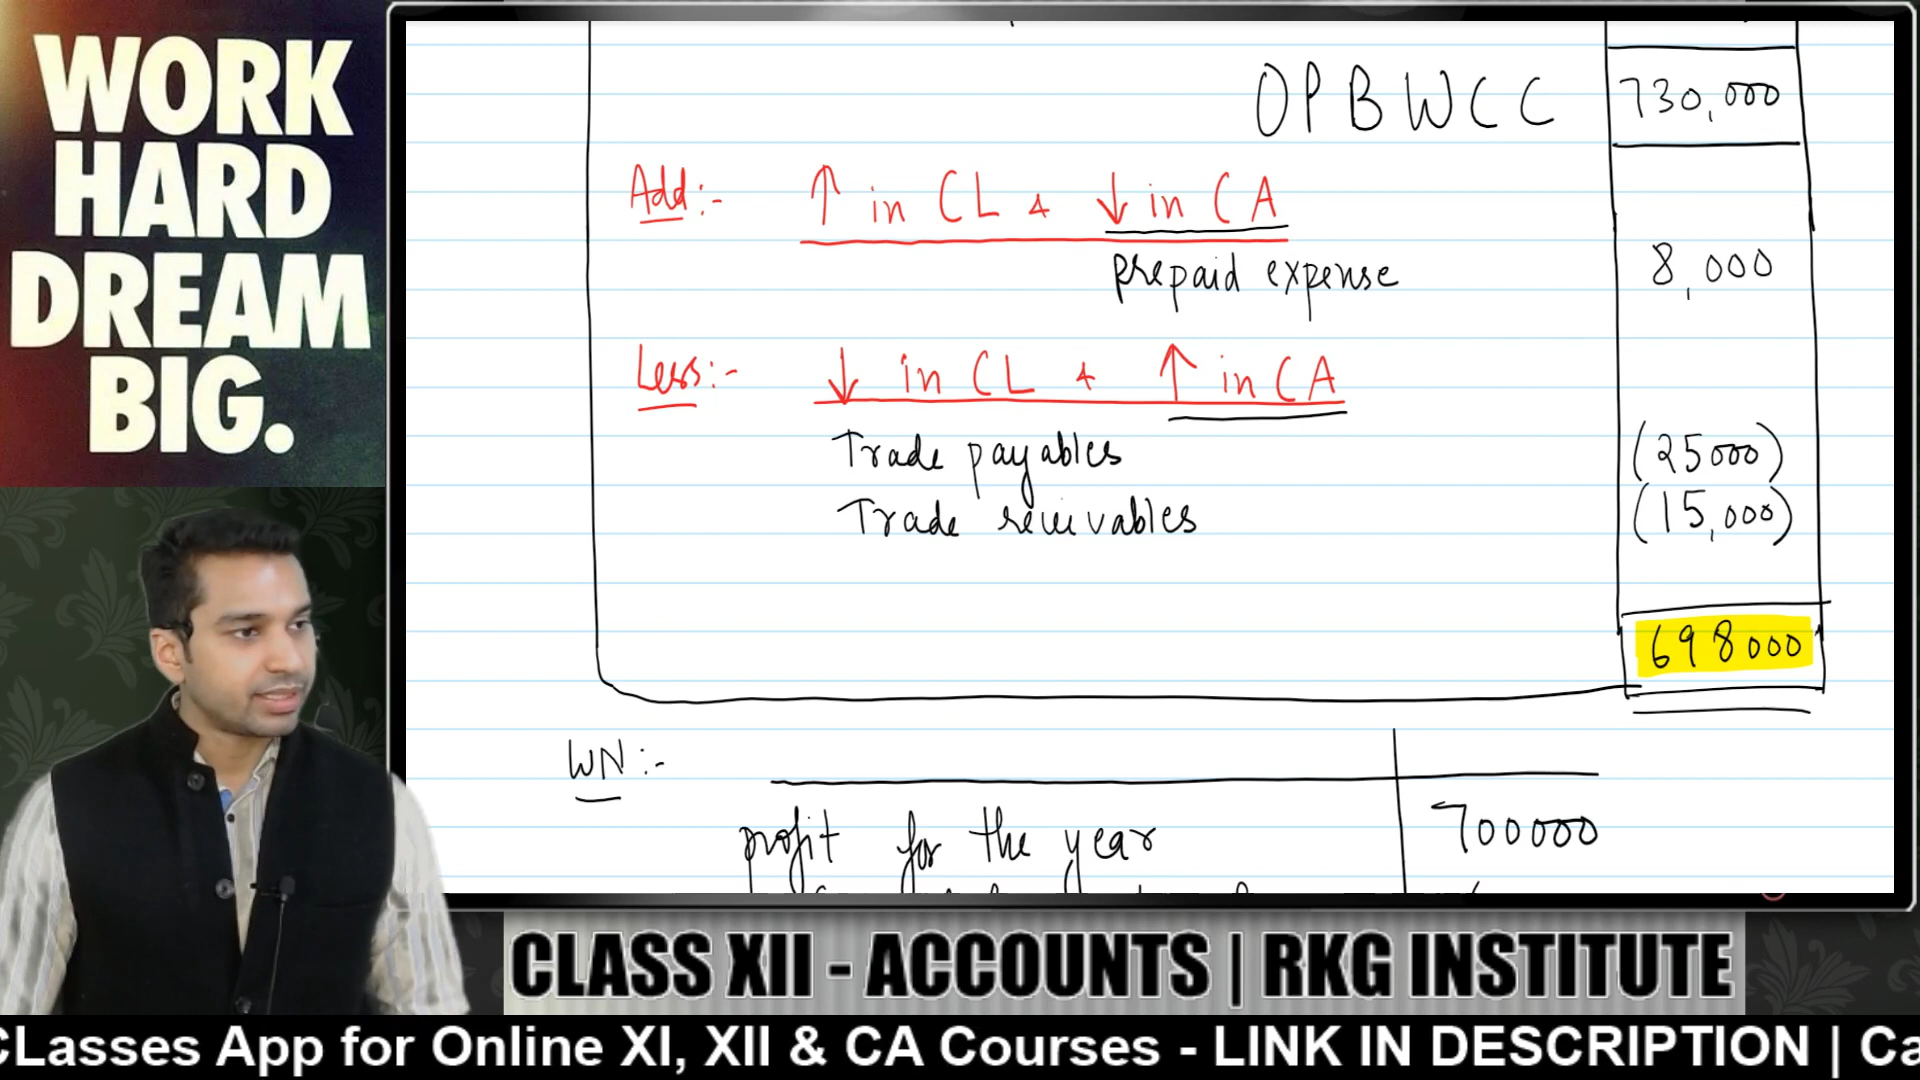 WORK
HARD
DREAM
BIG.
OPBWCC 730,000
Add:- ↑ in CL + ↓ in CA
prepaid expense 8,000
Less:- ↓ in CL + ↑ in CA
Trade payables (25000)
Trade receivables (15,000)
698000
WN:-
profit for the year 700000
CLASS XII - ACCOUNTS | RKG INSTITUTE
CLasses App for Online XI, XII & CA Courses - LINK IN DESCRIPTION | Ca